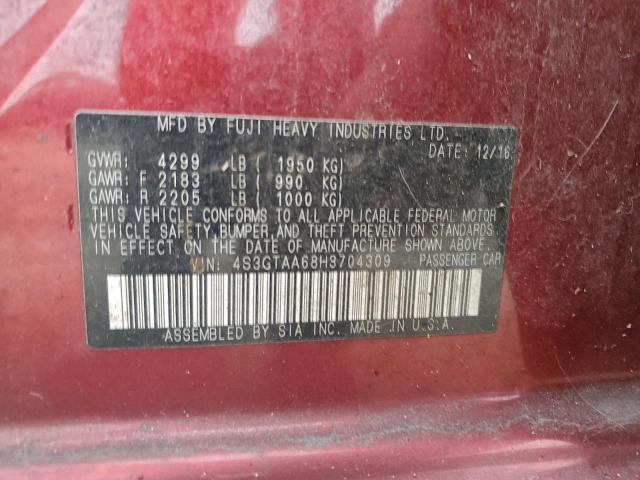 MFD BY FUJI HEAVY INDUSTRIES LTD.
DATE: 12/16
GVWR: 4299 LB ( 1950 KG)
GAWR: F 2183 LB ( 990 KG)
GAWR: R 2205 LB ( 1000 KG)
THIS VEHICLE CONFORMS TO ALL APPLICABLE FEDERAL MOTOR
VEHICLE SAFETY, BUMPER, AND THEFT PREVENTION STANDARDS
IN EFFECT ON THE DATE OF MANUFACTURE SHOWN ABOVE.
VIN: 4S3GTAA68H3704309 PASSENGER CAR
ASSEMBLED BY SIA INC. MADE IN U.S.A.